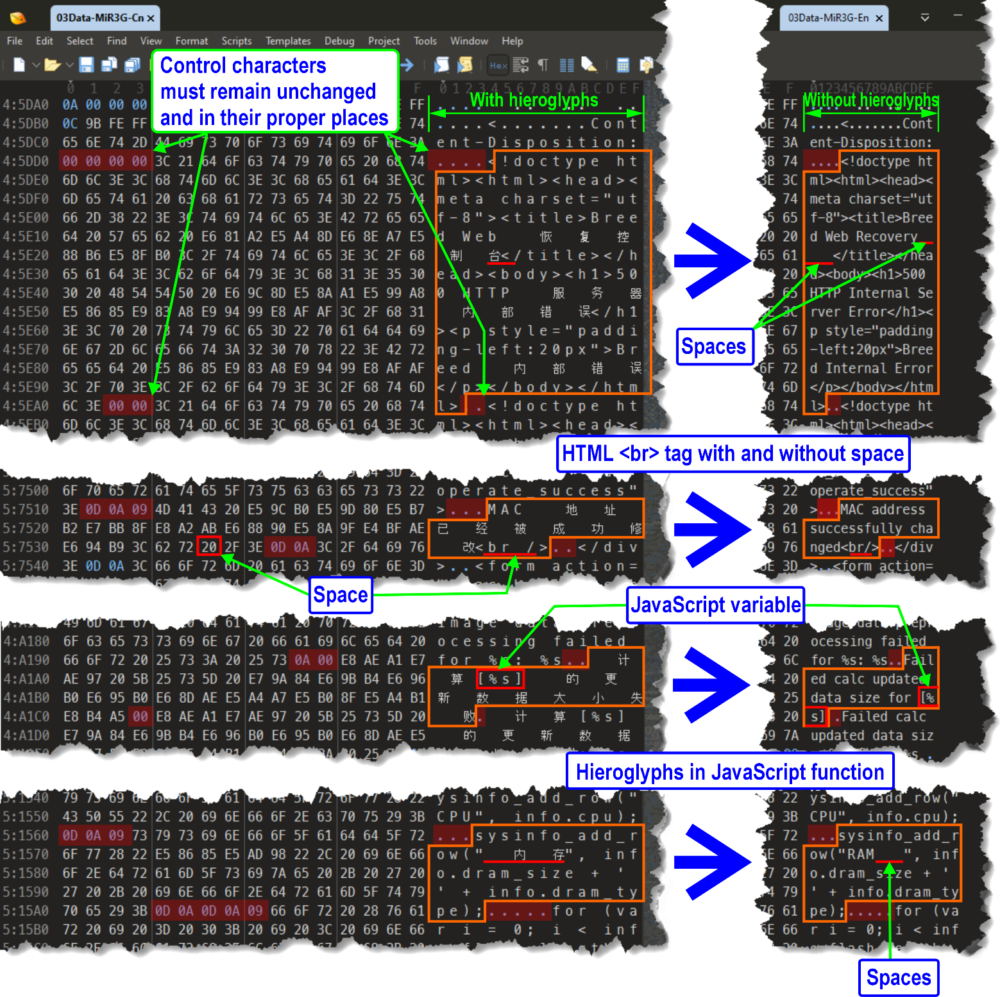 03Data-MiR3G-Cn ×
03Data-MiR3G-En ×
File Edit Select Find View Format Scripts Templates Debug Project Tools Window Help
Hex
Control characters
must remain unchanged
and in their proper places
0 1 2 3 F 0 1 2 3 4 5 6 7 8 9 A B C D E F
E F 0123456789ABCDEF
With hieroglyphs
Without hieroglyphs
4:5DA0 0A 00 00 00 FF
E FF
4:5DB0 0C 9B FE FF 74 ....<.......Cont
6E 74 ....<.......Cont
4:5DC0 65 6E 74 2D 44 69 73 70 6F 73 69 74 69 6F 6E 3A ent-Disposition:
6E 3A ent-Disposition:
4:5DD0 00 00 00 00 3C 21 64 6F 63 74 79 70 65 20 68 74 ....<!doctype ht
68 74 ....<!doctype ht
4:5DE0 6D 6C 3E 3C 68 74 6D 6C 3E 3C 68 65 61 64 3E 3C ml><html><head><
3E 3C ml><html><head><
4:5DF0 6D 65 74 61 20 63 68 61 72 73 65 74 3D 22 75 74 meta charset="ut
74 meta charset="ut
4:5E00 66 2D 38 22 3E 3C 74 69 74 6C 65 3E 42 72 65 65 f-8"><title>Bree
65 65 f-8"><title>Bree
4:5E10 64 20 57 65 62 20 E6 81 A2 E5 A4 8D E6 8E A7 E5 d Web 恢 复 控
20 20 d Web Recovery
4:5E20 88 B6 E5 8F B0 3C 2F 74 69 74 6C 65 3E 3C 2F 68 制 台</title></h
65 61 </title></hea
4:5E30 65 61 64 3E 3C 62 6F 64 79 3E 3C 68 31 3E 35 30 ead><body><h1>50
20 d><body><h1>500
4:5E40 30 20 48 54 54 50 20 E6 9C 8D E5 8A A1 E5 99 A8 0 HTTP 服 务 器
65 HTTP Internal Se
4:5E50 E5 86 85 E9 83 A8 E9 94 99 E8 AF AF 3C 2F 68 31 内 部 错 误</h1
3C rver Error</h1><
4:5E60 3E 3C 70 20 73 74 79 6C 65 3D 22 70 61 64 64 69 ><p style="paddi
6E 67 p style="padding
4:5E70 6E 67 2D 6C 65 66 74 3A 32 30 70 78 22 3E 42 72 ng-left:20px">Br
65 65 -left:20px">Bree
4:5E80 65 65 64 20 E5 86 85 E9 83 A8 E9 94 99 E8 AF AF eed 内 部 错 误
6F 72 d Internal Error
4:5E90 3C 2F 70 3E 3C 2F 62 6F 64 79 3E 3C 2F 68 74 6D </p></body></htm
74 6D </p></body></htm
4:5EA0 6C 3E 00 00 3C 21 64 6F 63 74 79 70 65 20 68 74 l>..<!doctype ht
68 74 l>..<!doctype ht
4:5EB0 6D 6C 3E 3C 68 74 6D 6C 3E 3C 68 65 61 64 3E 3C ml><html><head><
3C ml><html><head><
Spaces
HTML <br> tag with and without space
5:7500 6F 70 65 72 61 74 65 5F 73 75 63 63 65 73 73 22 operate_success"
73 22 operate_success"
5:7510 3E 0D 0A 09 4D 41 43 20 E5 9C B0 E5 9D 80 E5 B7 >...MAC 地 址
73 20 >...MAC address
5:7520 B2 E7 BB 8F E8 A2 AB E6 88 90 E5 8A 9F E4 BF AE 已 经 被 成 功 修
68 61 successfully cha
5:7530 E6 94 B9 3C 62 72 20 2F 3E 0D 0A 3C 2F 64 69 76 改<br />..</div
69 76 nged<br/>..</div
5:7540 3E 0D 0A 3C 66 6F 72 6D 20 61 63 74 69 6F 6E 3D >..<form action=
6E 3D >..<form action=
Space
JavaScript variable
4:A180 6F 63 65 73 73 69 6E 67 20 66 61 69 6C 65 64 20 ocessing failed
64 20 ocessing failed
4:A190 66 6F 72 20 25 73 3A 20 25 73 0A 00 E8 AE A1 E7 for %s: %s.. 计
69 6C for %s: %s..Fail
4:A1A0 AE 97 20 5B 25 73 5D 20 E7 9A 84 E6 9B B4 E6 96 算 [%s] 的 更
20 ed calc updated
4:A1B0 B0 E6 95 B0 E6 8D AE E5 A4 A7 E5 B0 8F E5 A4 B1 新 数 据 大 小 失
25 data size for [%
4:A1C0 E8 B4 A5 00 E8 AE A1 E7 AE 97 20 5B 25 73 5D 20 败. 计 算 [%s]
20 s]..Failed calc
4:A1D0 E7 9A 84 E6 9B B4 E6 96 B0 E6 95 B0 E6 8D AE E5 的 更 新 数 据
69 7A updated data siz
Hieroglyphs in JavaScript function
5:1540 ysinfo_add_row("
22 ysinfo_add_row("
5:1550 43 50 55 22 2C 20 69 6E 66 6F 2E 63 70 75 29 3B CPU", info.cpu);
3B CPU", info.cpu);
5:1560 0D 0A 09 73 79 73 69 6E 66 6F 5F 61 64 64 5F 72 ...sysinfo_add_r
5F 72 ...sysinfo_add_r
5:1570 6F 77 28 22 E5 86 85 E5 AD 98 22 2C 20 69 6E 66 ow(" 内 存", inf
6E 66 ow("RAM ", inf
5:1580 6F 2E 64 72 61 6D 5F 73 69 7A 65 20 2B 20 27 20 o.dram_size + '
27 20 o.dram_size + '
5:1590 27 20 2B 20 69 6E 66 6F 2E 64 72 61 6D 5F 74 79 ' + info.dram_ty
74 79 ' + info.dram_ty
5:15A0 70 65 29 3B 0D 0A 0D 0A 09 66 6F 72 20 28 76 61 pe);.....for (va
76 61 pe);.....for (va
5:15B0 72 20 69 20 3D 20 30 3B 20 69 20 3C 20 69 6E 66 r i = 0; i < inf
6E 66 r i = 0; i < inf
Spaces